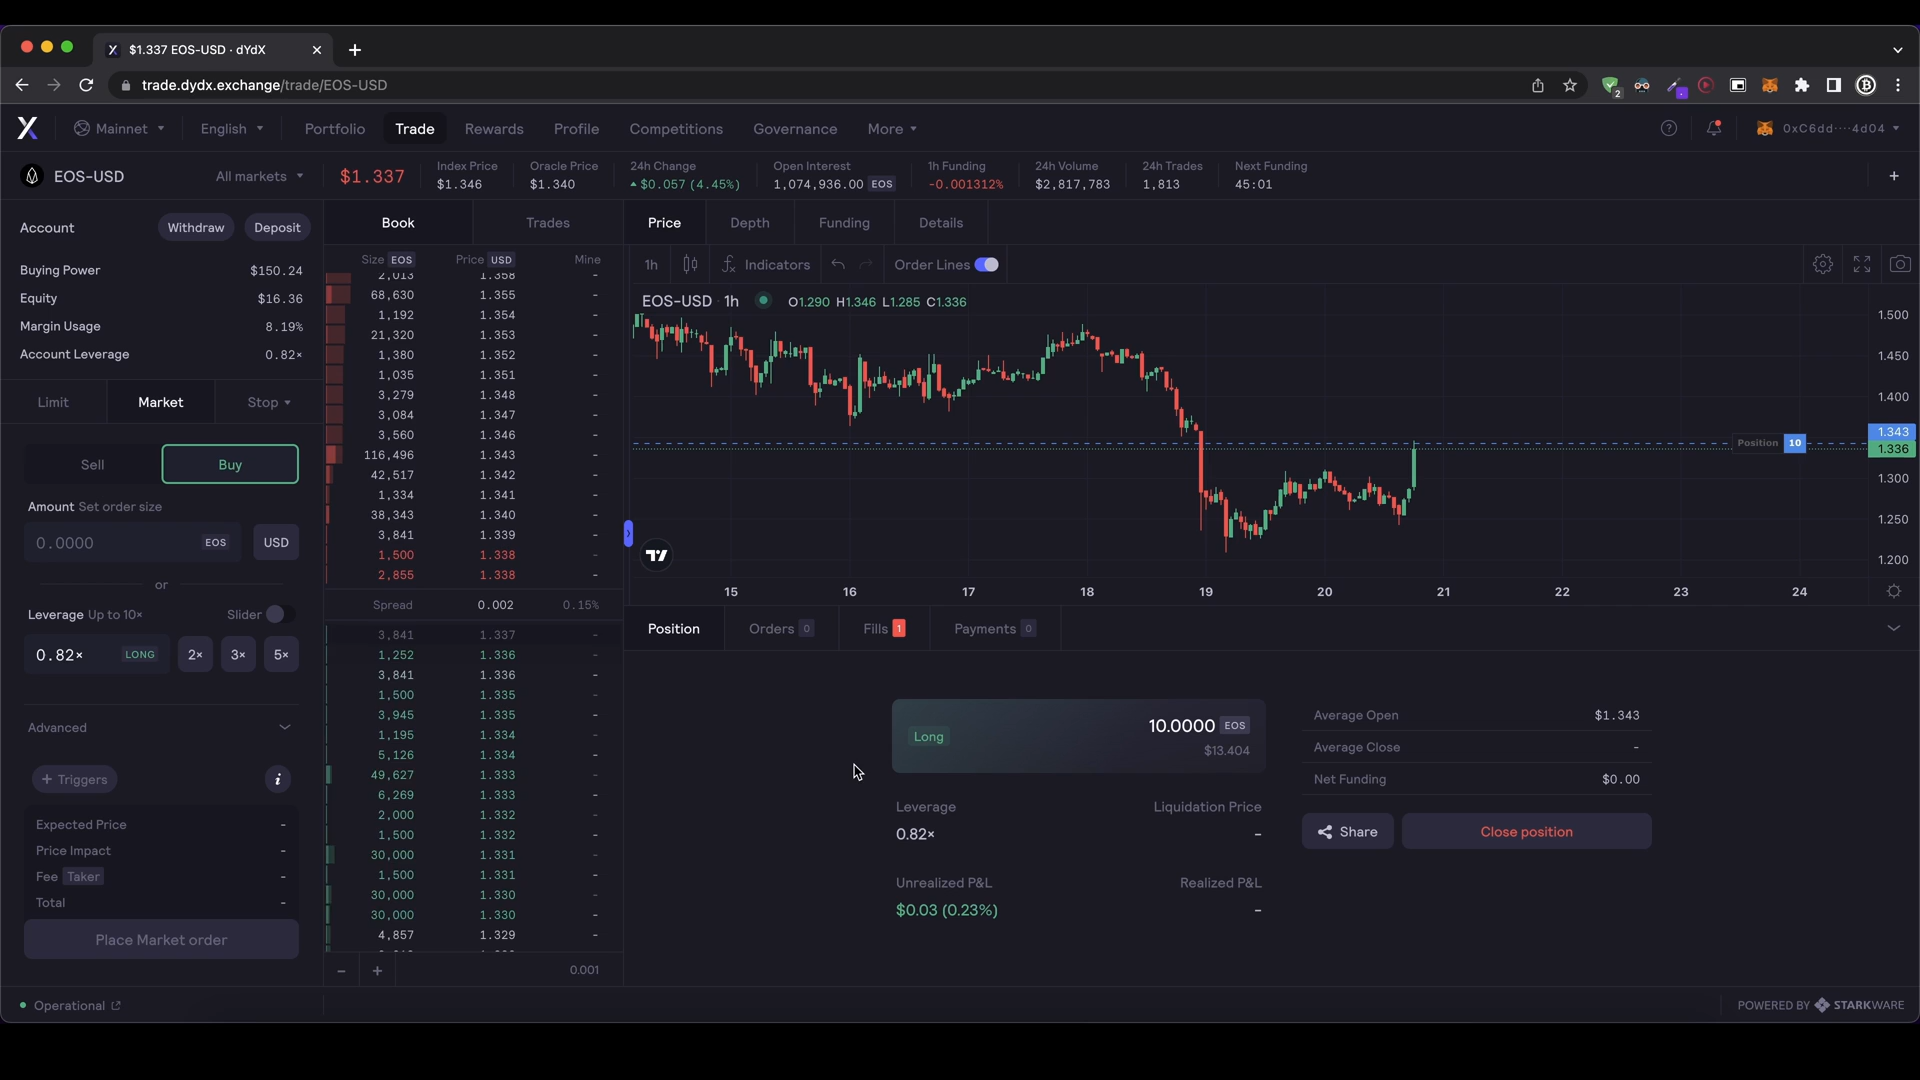 $1.337 EOS-USD · dYdX
trade.dydx.exchange/trade/EOS-USD
2
Mainnet
English
Portfolio
Trade
Rewards
Profile
Competitions
Governance
More
0xC6dd····4d04
EOS-USD
All markets
$1.337
Index Price
$1.346
Oracle Price
$1.340
24h Change
$0.057 (4.45%)
Open Interest
1,074,936.00 EOS
1h Funding
-0.001312%
24h Volume
$2,817,783
24h Trades
1,813
Next Funding
45:01
Account
Withdraw
Deposit
Buying Power $150.24
Equity $16.36
Margin Usage 8.19%
Account Leverage 0.82×
Limit
Market
Stop
Sell
Buy
Amount Set order size
0.0000 EOS
USD
or
Leverage Up to 10×
Slider
0.82× LONG
2×
3×
5×
Advanced
+ Triggers
i
Expected Price -
Price Impact -
Fee Taker -
Total -
Place Market order
Book
Trades
Size EOS Price USD Mine
2,013 1.358 -
68,630 1.355 -
1,192 1.354 -
21,320 1.353 -
1,380 1.352 -
1,035 1.351 -
3,279 1.348 -
3,084 1.347 -
3,560 1.346 -
116,496 1.343 -
42,517 1.342 -
1,334 1.341 -
38,343 1.340 -
3,841 1.339 -
1,500 1.338 -
2,855 1.338 -
Spread 0.002 0.15%
3,841 1.337 -
1,252 1.336 -
3,841 1.336 -
1,500 1.335 -
3,945 1.335 -
1,195 1.334 -
5,126 1.334 -
49,627 1.333 -
6,269 1.333 -
2,000 1.332 -
1,500 1.332 -
30,000 1.331 -
1,500 1.331 -
30,000 1.330 -
30,000 1.330 -
4,857 1.329 -
- + 0.001
Price
Depth
Funding
Details
1h
Indicators
Order Lines
EOS-USD · 1h O1.290 H1.346 L1.285 C1.336
1.500
1.450
1.400
1.343
1.336
1.300
1.250
1.200
Position 10
15 16 17 18 19 20 21 22 23 24
Position
Orders 0
Fills 1
Payments 0
Long
10.0000 EOS
$13.404
Leverage
0.82×
Liquidation Price
-
Unrealized P&L
$0.03 (0.23%)
Realized P&L
-
Average Open $1.343
Average Close -
Net Funding $0.00
Share
Close position
Operational
POWERED BY STARKWARE